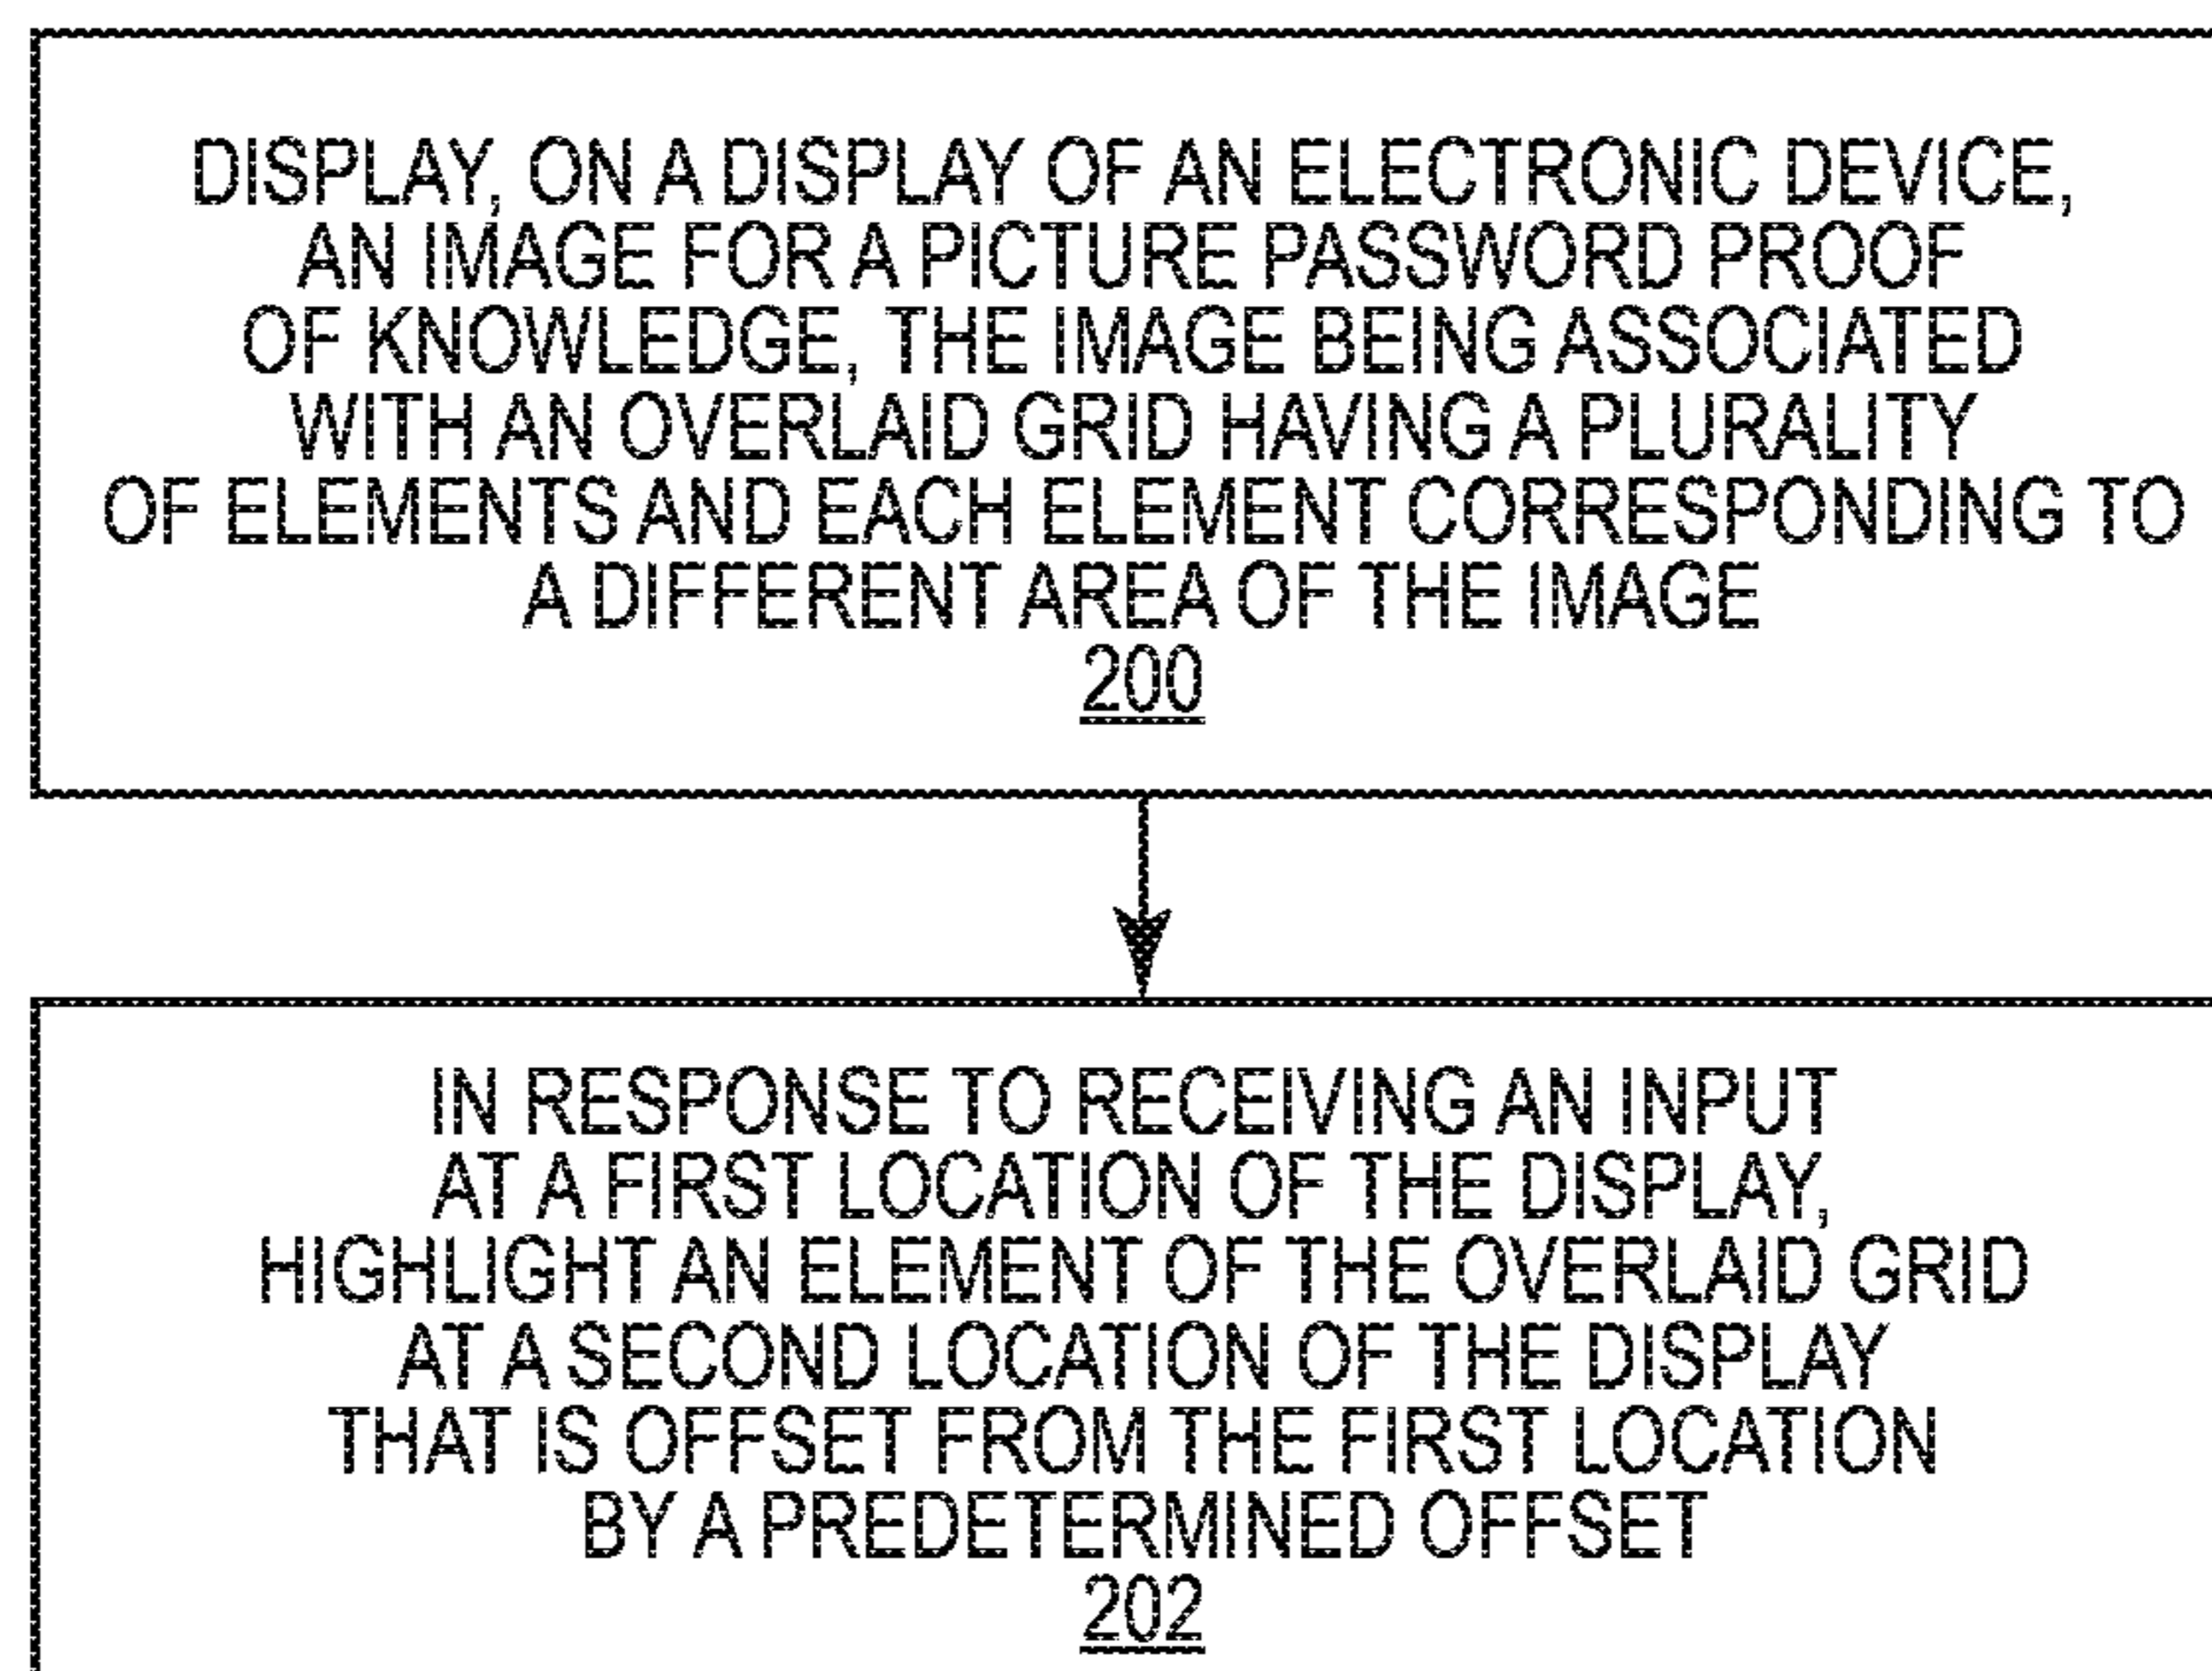 DISPLAY, ON A DISPLAY OF AN ELECTRONIC DEVICE,
AN IMAGE FOR A PICTURE PASSWORD PROOF
OF KNOWLEDGE, THE IMAGE BEING ASSOCIATED
WITH AN OVERLAID GRID HAVING A PLURALITY
OF ELEMENTS AND EACH ELEMENT CORRESPONDING TO
A DIFFERENT AREA OF THE IMAGE
200
IN RESPONSE TO RECEIVING AN INPUT
AT A FIRST LOCATION OF THE DISPLAY,
HIGHLIGHT AN ELEMENT OF THE OVERLAID GRID
AT A SECOND LOCATION OF THE DISPLAY
THAT IS OFFSET FROM THE FIRST LOCATION
BY A PREDETERMINED OFFSET
202